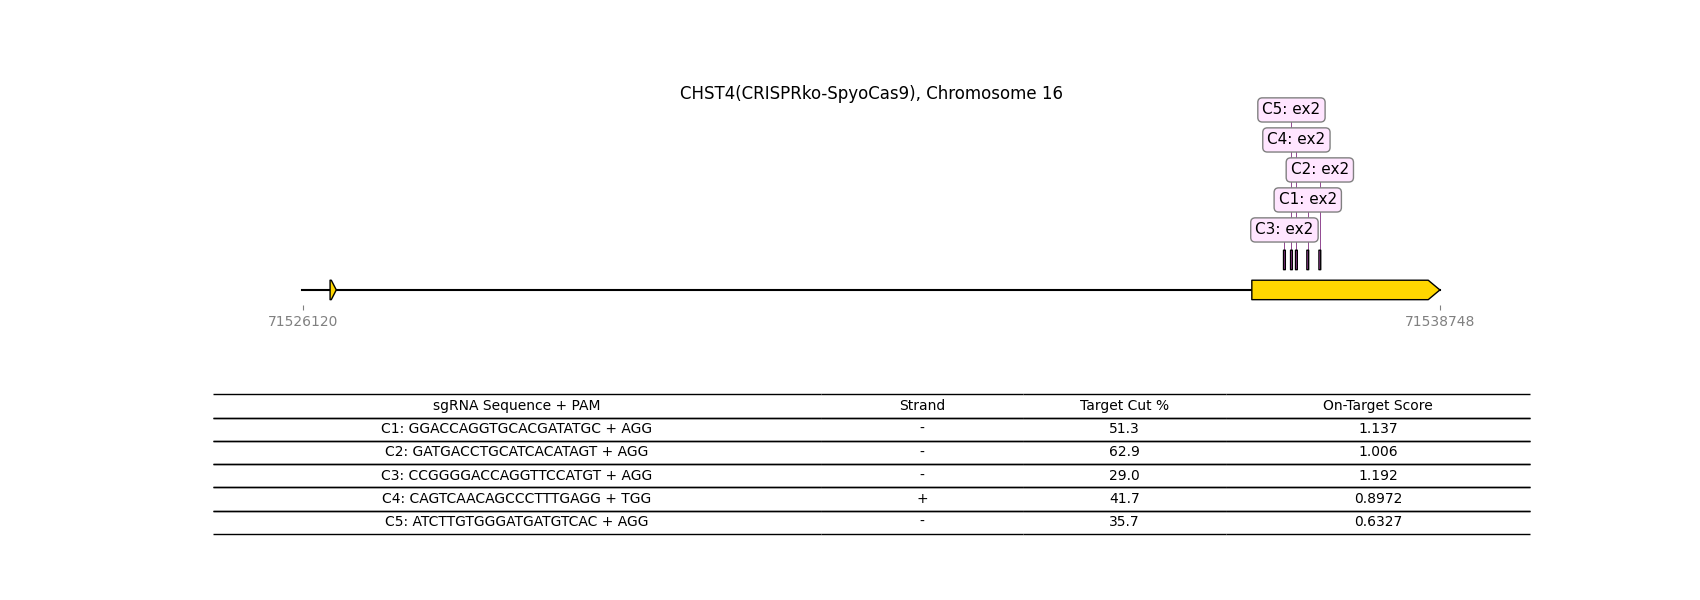 CHST4(CRISPRko-SpyoCas9), Chromosome 16
C5: ex2
C4: ex2
C2: ex2
C1: ex2
C3: ex2
71526120 71538748
sgRNA Sequence + PAM Strand Target Cut % On-Target Score
C1: GGACCAGGTGCACGATATGC + AGG - 51.3 1.137
C2: GATGACCTGCATCACATAGT + AGG - 62.9 1.006
C3: CCGGGGACCAGGTTCCATGT + AGG - 29.0 1.192
C4: CAGTCAACAGCCCTTTGAGG + TGG + 41.7 0.8972
C5: ATCTTGTGGGATGATGTCAC + AGG - 35.7 0.6327